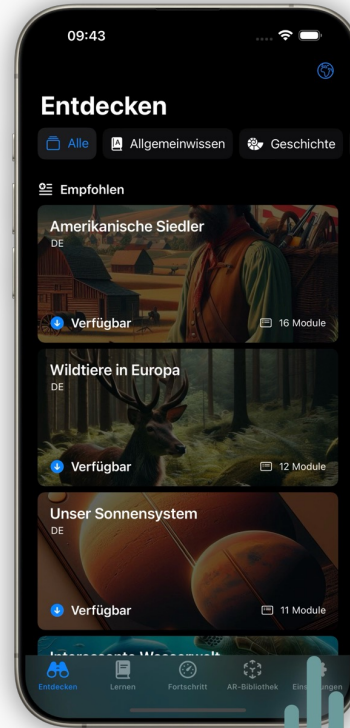 09:43
Entdecken
Alle
Allgemeinwissen
Geschichte
Empfohlen
Amerikanische Siedler
DE
Verfügbar
16 Module
Wildtiere in Europa
DE
Verfügbar
12 Module
Unser Sonnensystem
DE
Verfügbar
11 Module
Entdecken
Lernen
Fortschritt
AR-Bibliothek